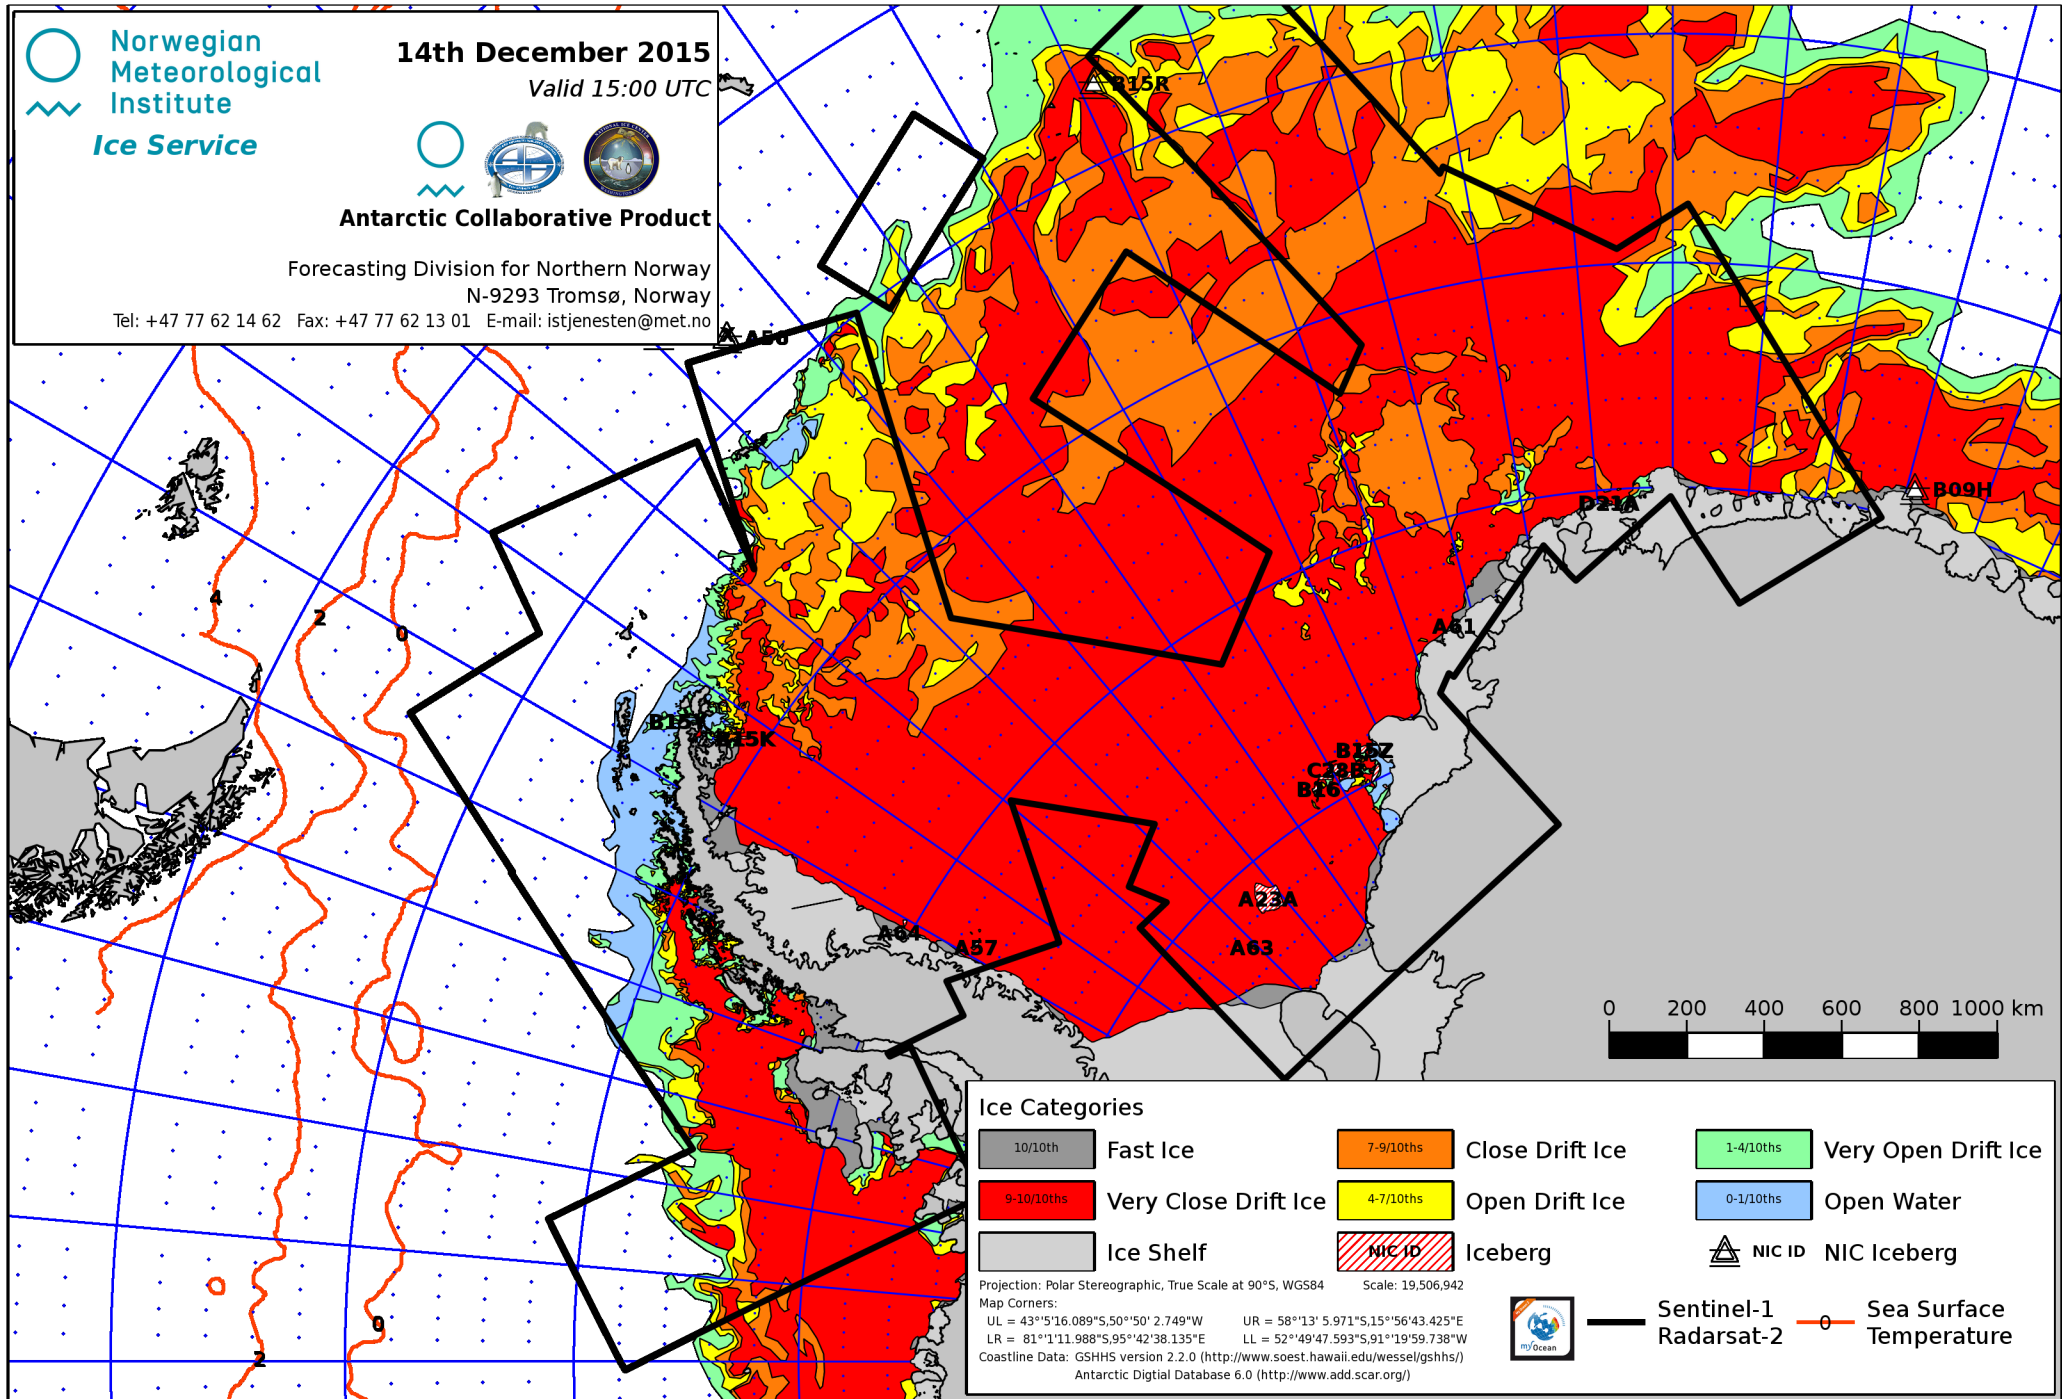 Norwegian
Meteorological
Institute
Ice Service
14th December 2015
Valid 15:00 UTC
Antarctic Collaborative Product
Forecasting Division for Northern Norway
N-9293 Tromsø, Norway
Tel: +47 77 62 14 62 Fax: +47 77 62 13 01 E-mail: istjenesten@met.no
B15R
A56
B09H
D21A
A61
4
2
0
B15Y
B15K
B15Z
C28B
B16
A23A
A64
A57
A63
0 200 400 600 800 1000 km
Ice Categories
10/10th Fast Ice
7-9/10ths Close Drift Ice
1-4/10ths Very Open Drift Ice
9-10/10ths Very Close Drift Ice
4-7/10ths Open Drift Ice
0-1/10ths Open Water
Ice Shelf
NIC ID Iceberg
NIC ID NIC Iceberg
Projection: Polar Stereographic, True Scale at 90°S, WGS84 Scale: 19,506,942
Map Corners:
UL = 43°'5'16.089"S,50°'50' 2.749"W UR = 58°'13' 5.971"S,15°'56'43.425"E
LR = 81°'1'11.988"S,95°'42'38.135"E LL = 52°'49'47.593"S,91°'19'59.738"W
Coastline Data: GSHHS version 2.2.0 (http://www.soest.hawaii.edu/wessel/gshhs/)
Antarctic Digtial Database 6.0 (http://www.add.scar.org/)
my Ocean
Sentinel-1
Radarsat-2
0
Sea Surface
Temperature
0
2